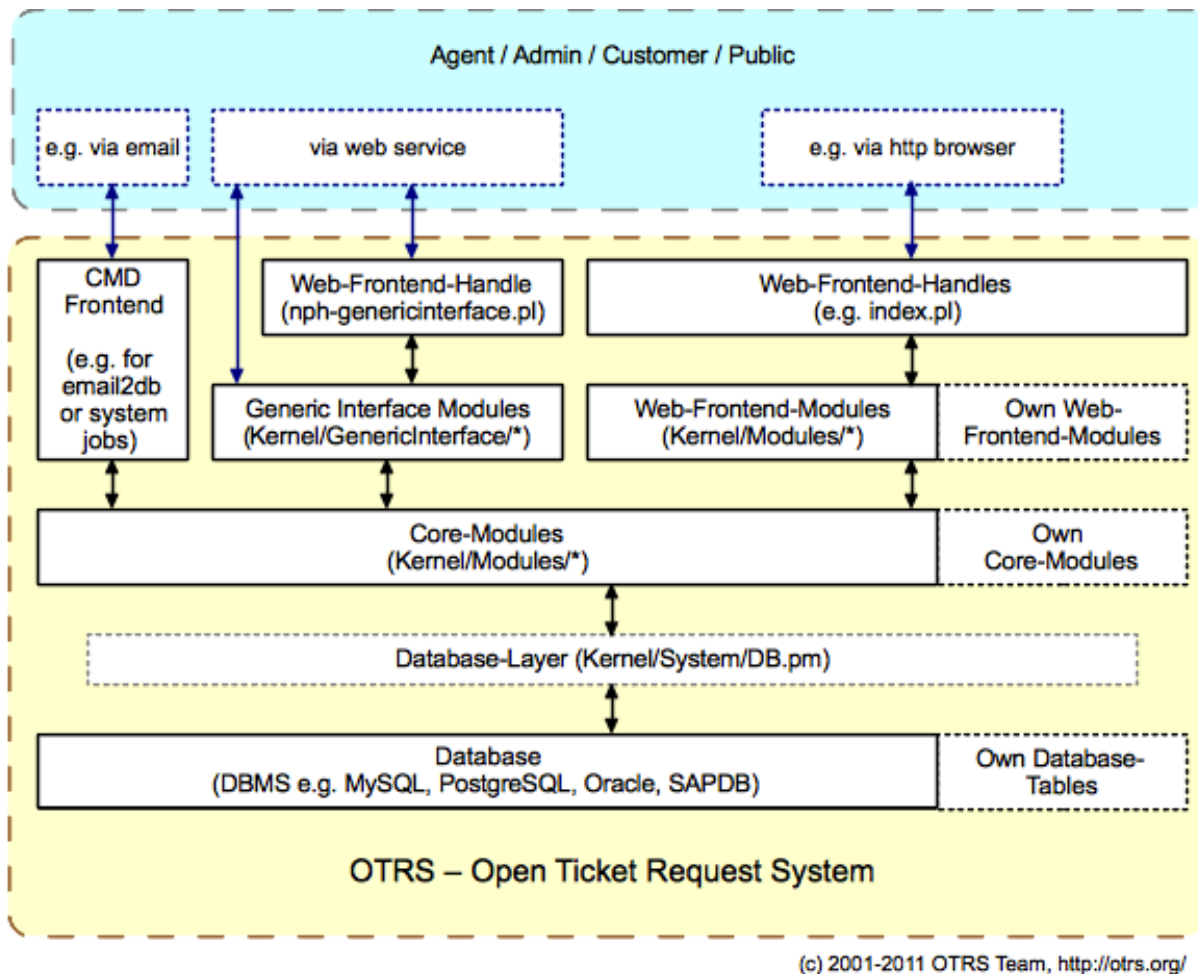 Agent / Admin / Customer / Public
e.g. via email
via web service
e.g. via http browser
CMD
Frontend
(e.g. for
email2db
or system
jobs)
Web-Frontend-Handle
(nph-genericinterface.pl)
Web-Frontend-Handles
(e.g. index.pl)
Generic Interface Modules
(Kernel/GenericInterface/*)
Web-Frontend-Modules
(Kernel/Modules/*)
Own Web-
Frontend-Modules
Core-Modules
(Kernel/Modules/*)
Own
Core-Modules
Database-Layer (Kernel/System/DB.pm)
Database
(DBMS e.g. MySQL, PostgreSQL, Oracle, SAPDB)
Own Database-
Tables
OTRS – Open Ticket Request System
(c) 2001-2011 OTRS Team, http://otrs.org/